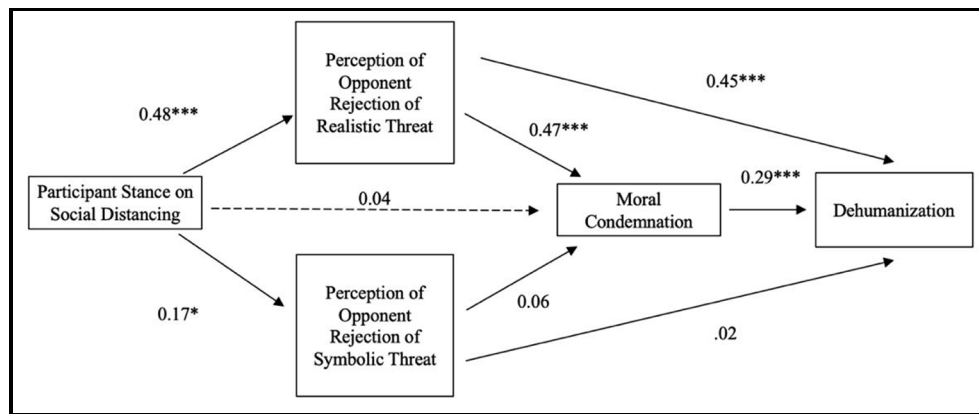 Perception of
Opponent
Rejection of
Realistic Threat
0.45***
0.48***
0.47***
0.29***
Participant Stance on
Social Distancing
0.04
Moral
Condemnation
Dehumanization
Perception of
Opponent
Rejection of
Symbolic Threat
0.17*
0.06
.02